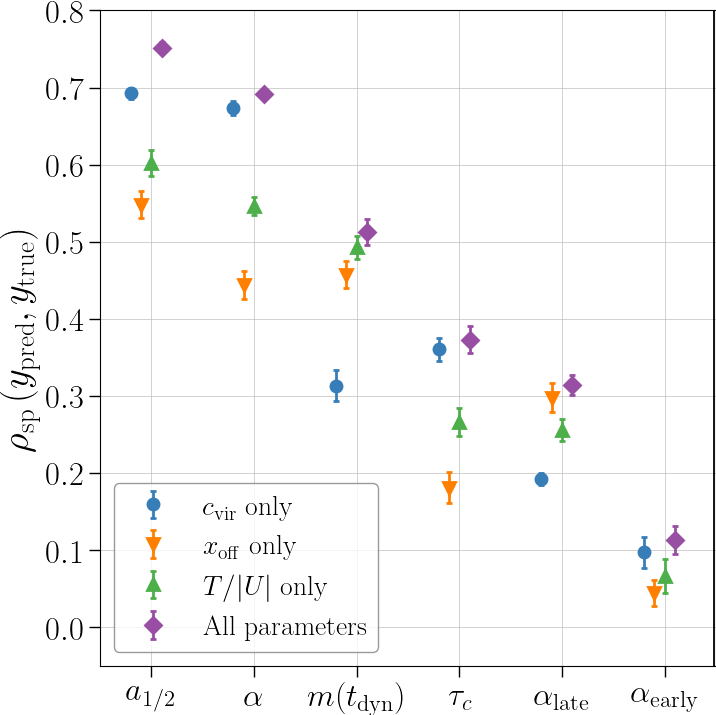 0.8
0.7
0.6
0.5
0.4
0.3
0.2
0.1
0.0
ρsp(ypred, ytrue)
cvir only
xoff only
T/|U| only
All parameters
a1/2 α m(tdyn) τc αlate αearly